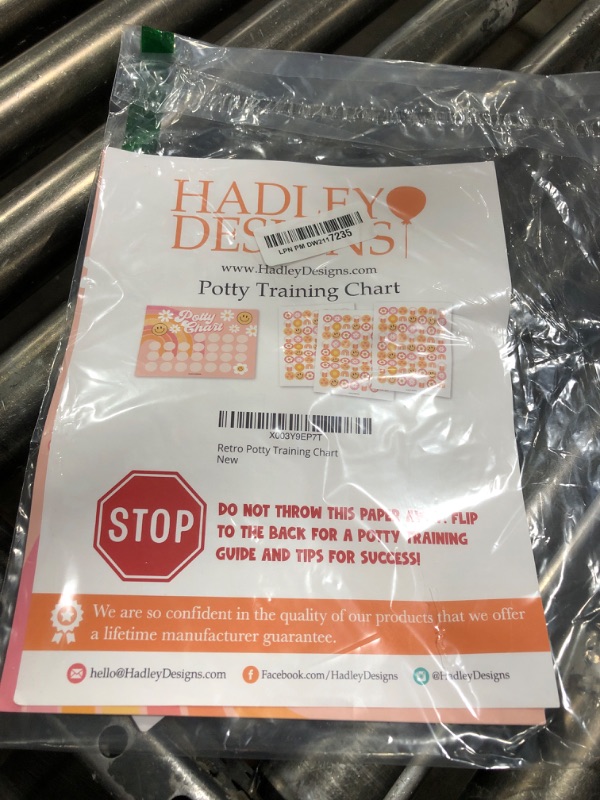 HADLEY
DESIGNS
LPN PM DW2117235
www.HadleyDesigns.com
Potty Training Chart
Potty
Chart
X003Y9EP7T
Retro Potty Training Chart
New
STOP
DO NOT THROW THIS PAPER AWAY. FLIP
TO THE BACK FOR A POTTY TRAINING
GUIDE AND TIPS FOR SUCCESS!
We are so confident in the quality of our products that we offer
a lifetime manufacturer guarantee.
hello@HadleyDesigns.com
Facebook.com/HadleyDesigns
@HadleyDesigns